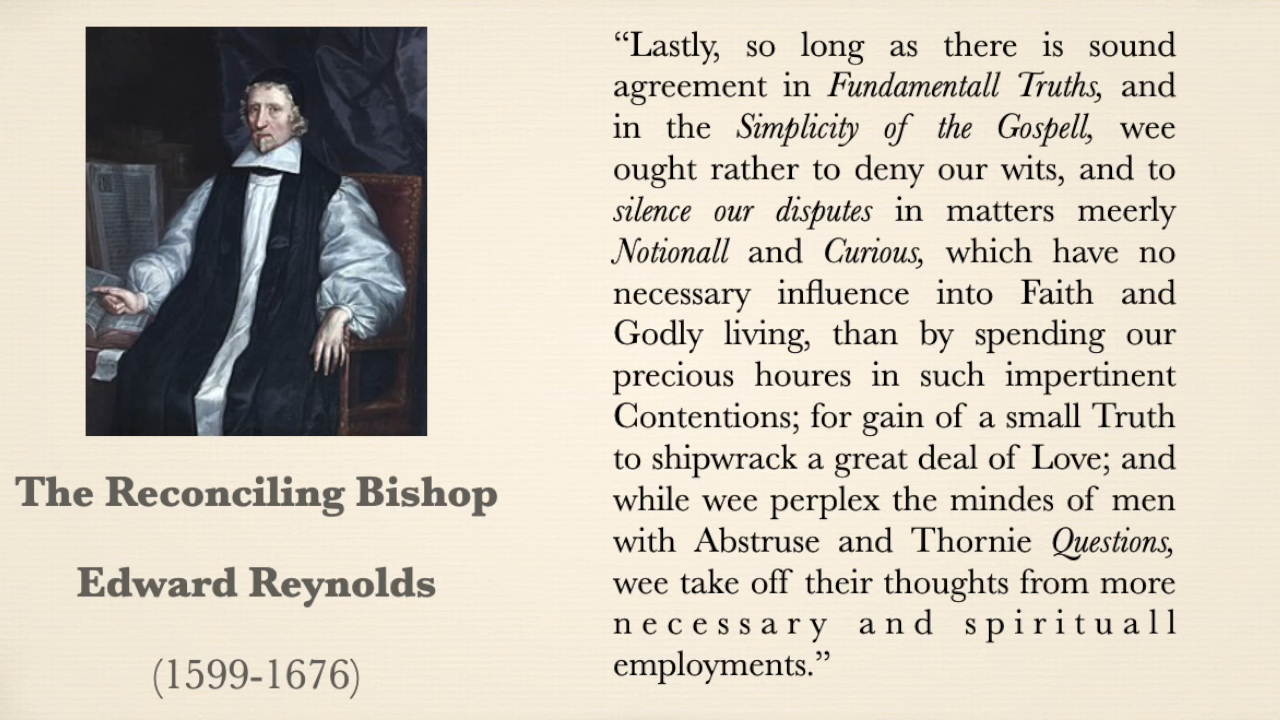 The Reconciling Bishop
Edward Reynolds
(1599-1676)
“Lastly, so long as there is sound
agreement in Fundamentall Truths, and
in the Simplicity of the Gospell, wee
ought rather to deny our wits, and to
silence our disputes in matters meerly
Notionall and Curious, which have no
necessary influence into Faith and
Godly living, than by spending our
precious houres in such impertinent
Contentions; for gain of a small Truth
to shipwrack a great deal of Love; and
while wee perplex the mindes of men
with Abstruse and Thornie Questions,
wee take off their thoughts from more
necessary and spirituall
employments.”